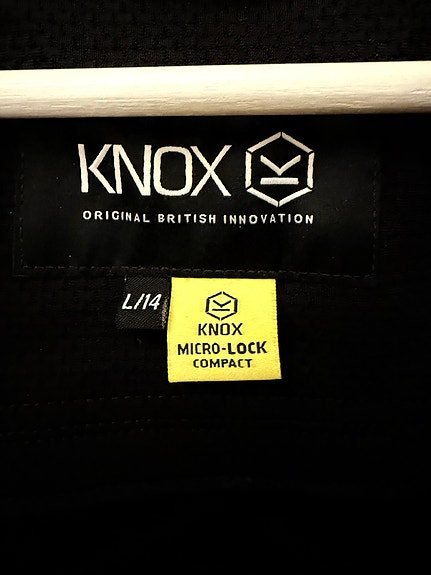 KNOX
ORIGINAL BRITISH INNOVATION
L/14
KNOX
MICRO-LOCK
COMPACT